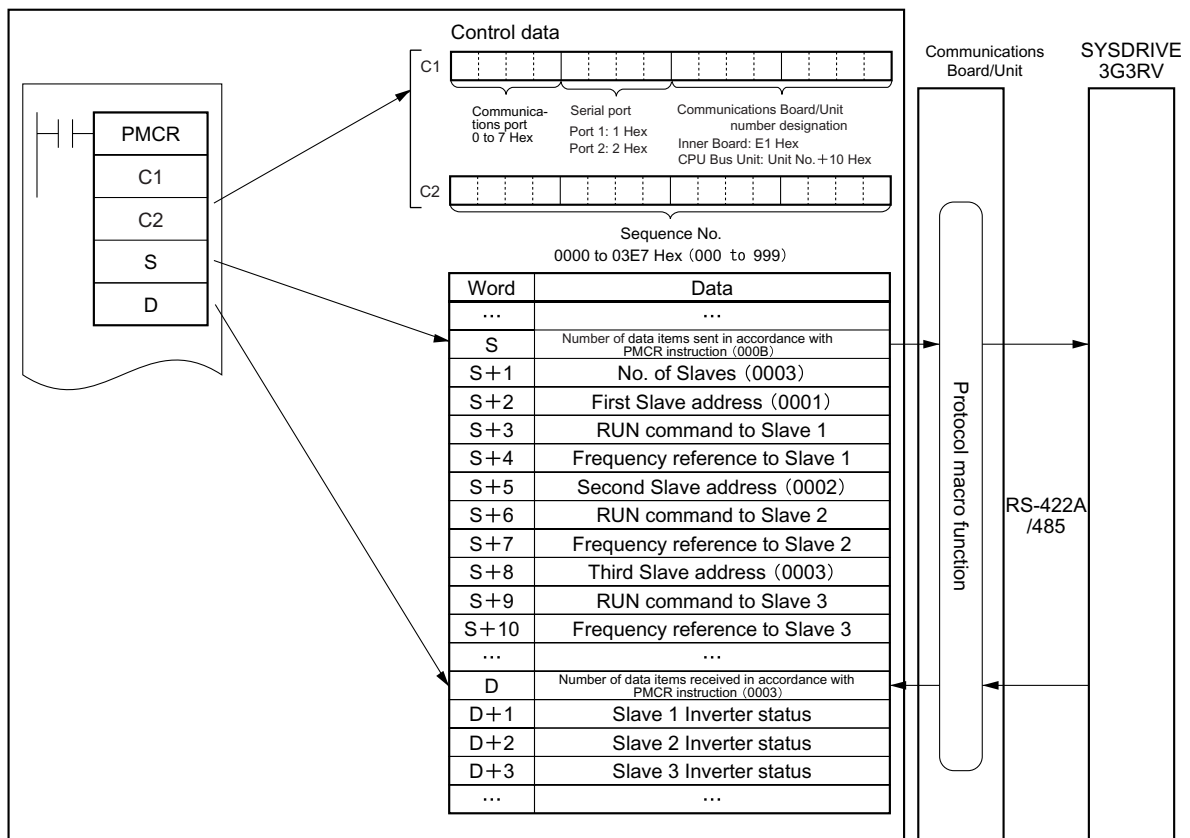 Control data
Communications
Board/Unit
SYSDRIVE
3G3RV
C1
Communica-
tions port
0 to 7 Hex
Serial port
Port 1: 1 Hex
Port 2: 2 Hex
Communications Board/Unit
number designation
Inner Board: E1 Hex
CPU Bus Unit: Unit No.+10 Hex
PMCR
C1
C2
S
D
C2
Sequence No.
0000 to 03E7 Hex (000 to 999)
Word Data
... ...
S Number of data items sent in accordance with
PMCR instruction (000B)
S+1 No. of Slaves (0003)
S+2 First Slave address (0001)
S+3 RUN command to Slave 1
S+4 Frequency reference to Slave 1
S+5 Second Slave address (0002)
S+6 RUN command to Slave 2
S+7 Frequency reference to Slave 2
S+8 Third Slave address (0003)
S+9 RUN command to Slave 3
S+10 Frequency reference to Slave 3
... ...
D Number of data items received in accordance with
PMCR instruction (0003)
D+1 Slave 1 Inverter status
D+2 Slave 2 Inverter status
D+3 Slave 3 Inverter status
... ...
Protocol macro function
RS-422A
/485